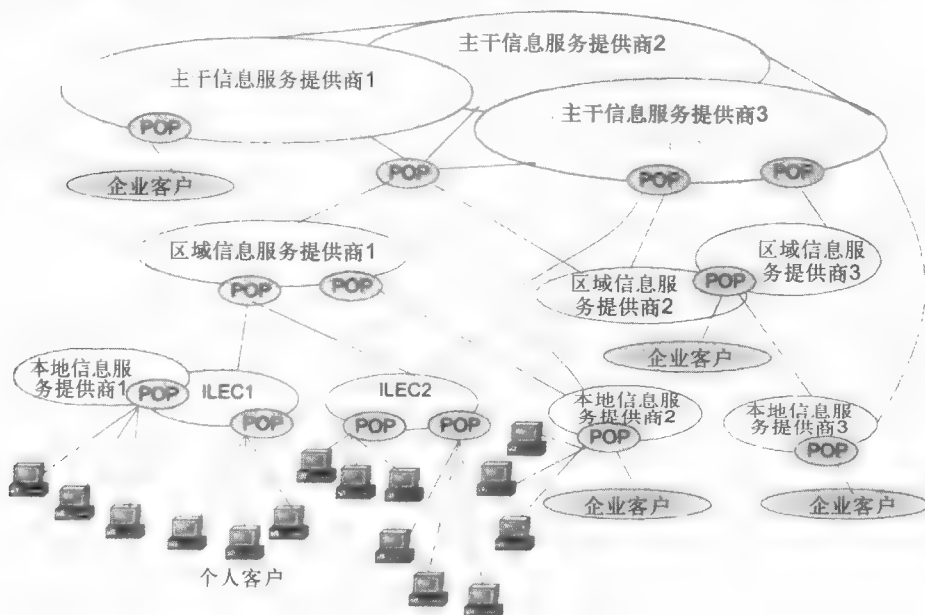 主干信息服务提供商2
主干信息服务提供商1
主干信息服务提供商3
POP
POP
POP
POP
企业客户
区域信息服务提供商1
区域信息服
务提供商3
POP
区域信息服
务提供商2
POP
POP
企业客户
本地信息服
务提供商1
POP
ILEC1
POP
ILEC2
POP
POP
本地信息服
务提供商2
POP
本地信息服
务提供商3
POP
企业客户
企业客户
个人客户